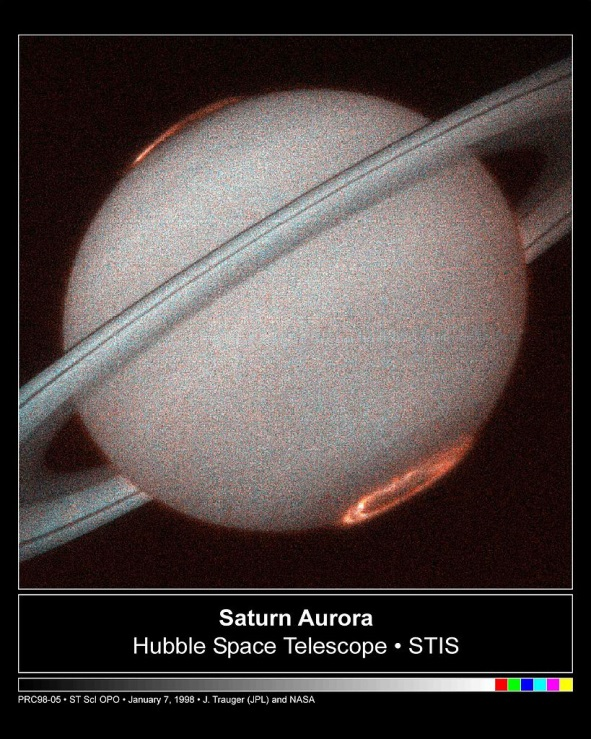 Saturn Aurora
Hubble Space Telescope • STIS
PRC98-05 • ST ScI OPO • January 7, 1998 • J. Trauger (JPL) and NASA